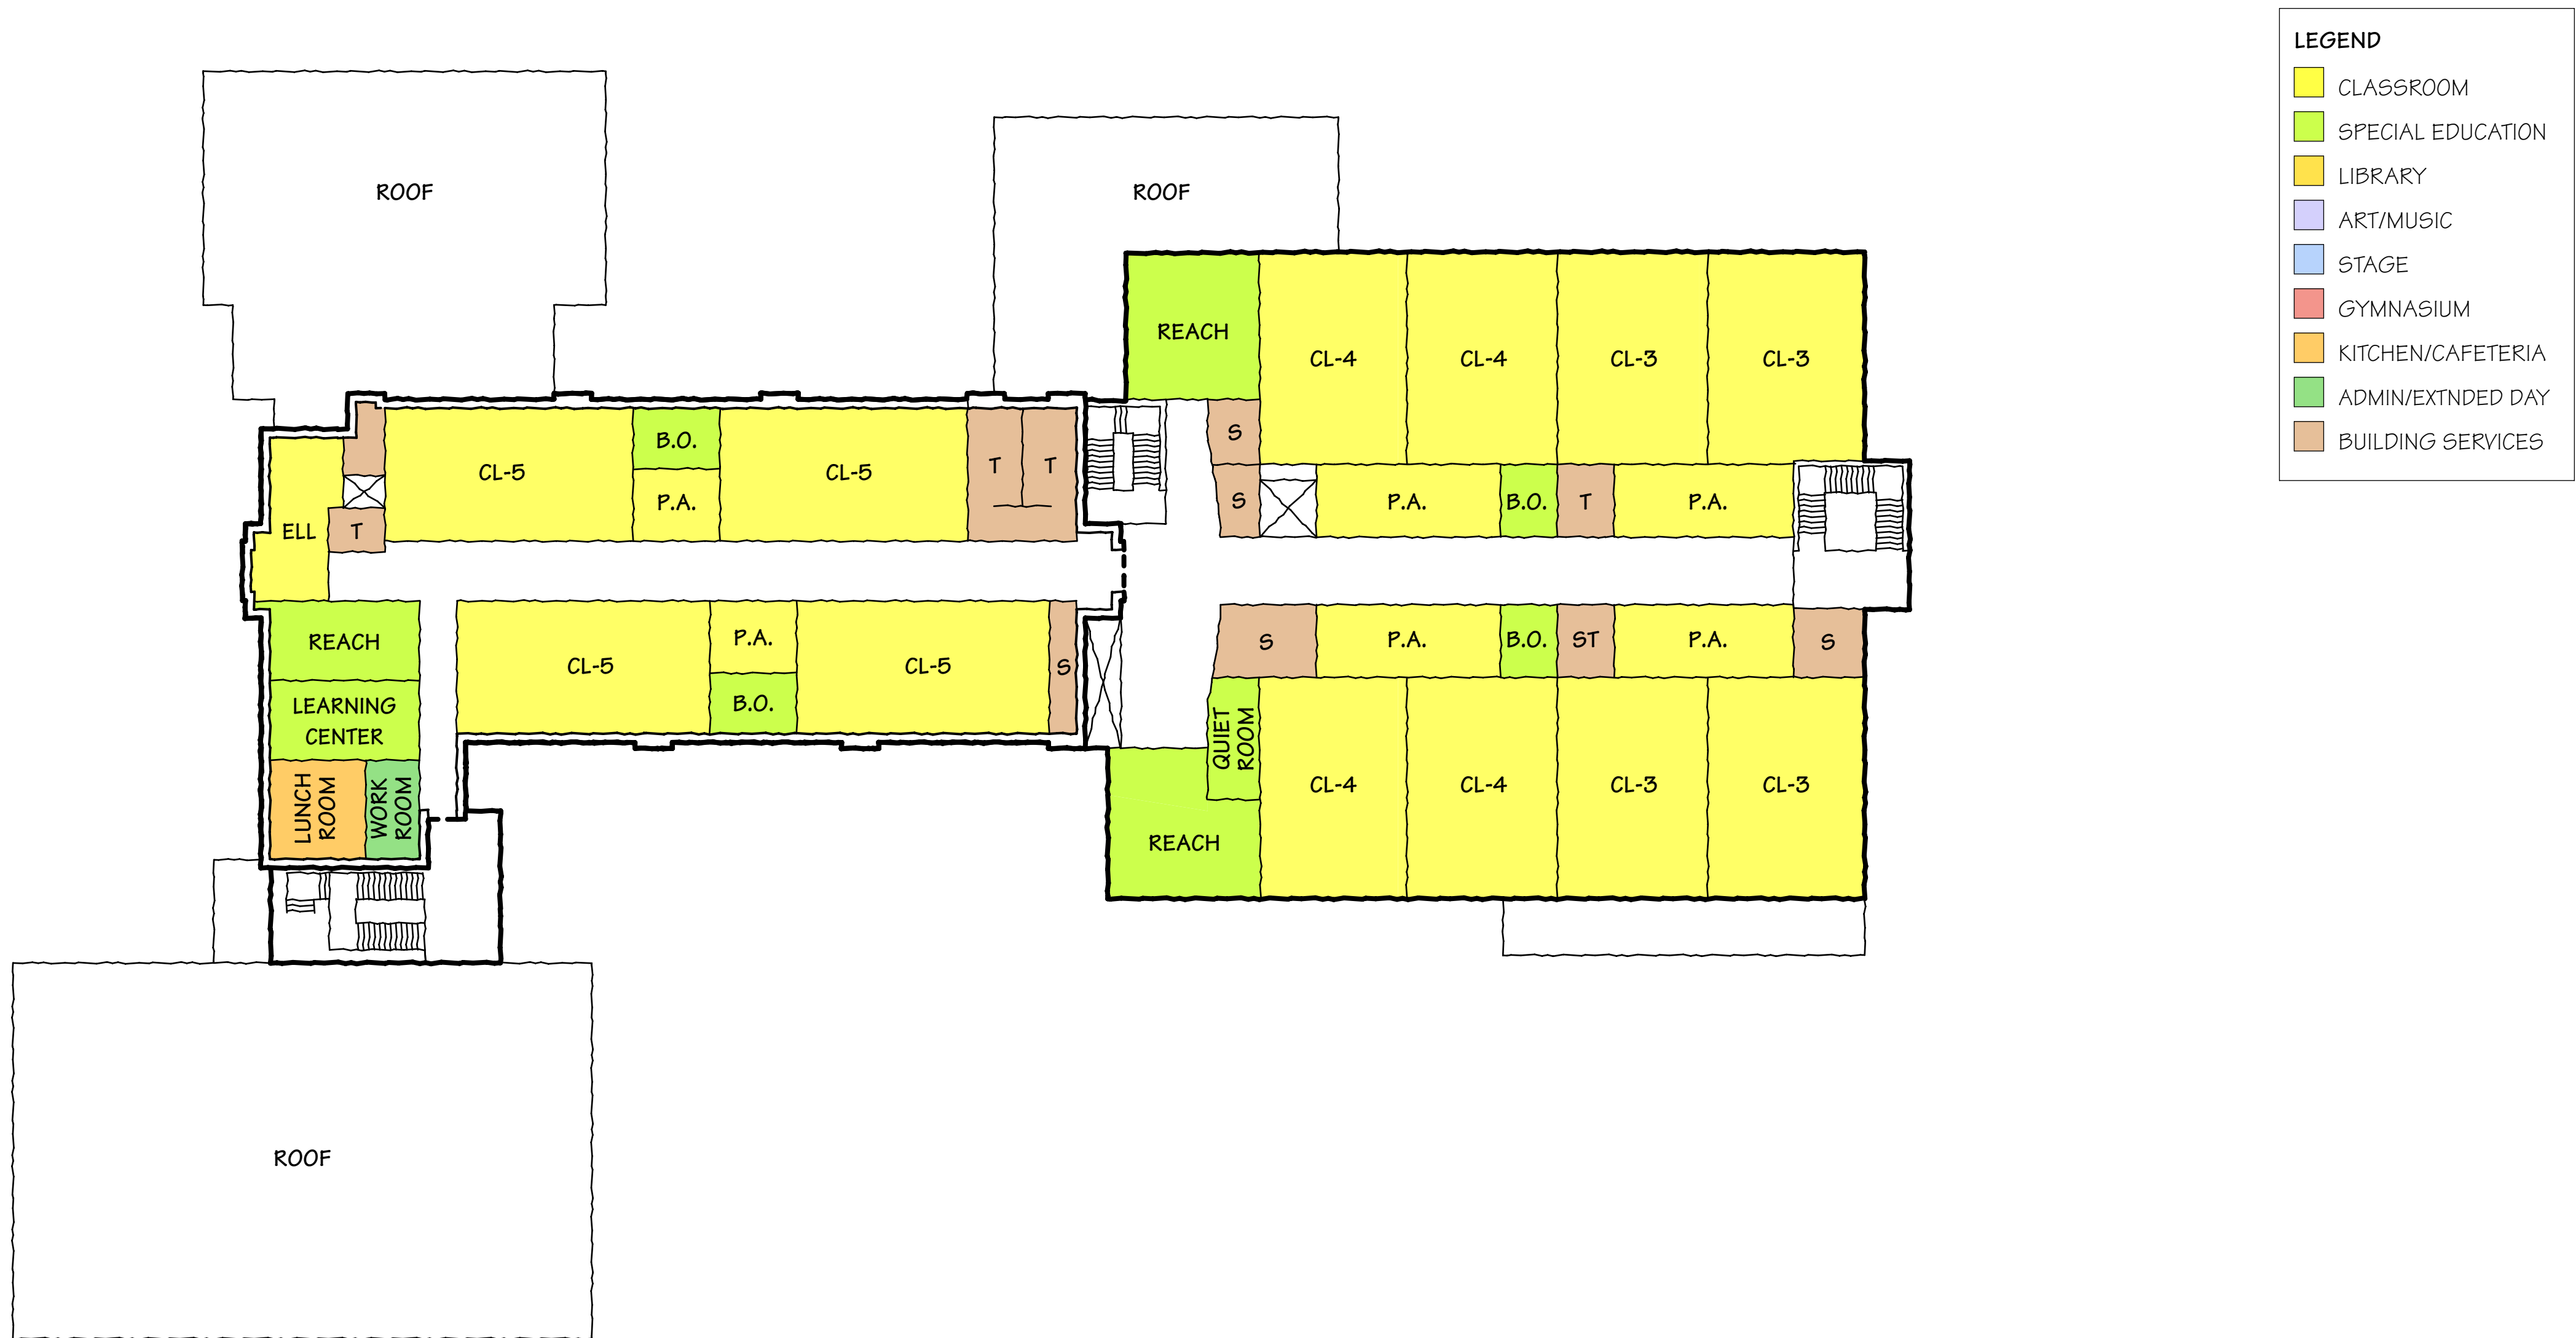 LEGEND
CLASSROOM
SPECIAL EDUCATION
LIBRARY
ART/MUSIC
STAGE
GYMNASIUM
KITCHEN/CAFETERIA
ADMIN/EXTNDED DAY
BUILDING SERVICES
ROOF
ROOF
REACH
CL-4
CL-4
CL-3
CL-3
CL-5
B.O.
P.A.
CL-5
T
T
S
S
P.A.
B.O.
T
P.A.
ELL
T
REACH
LEARNING
CENTER
LUNCH
ROOM
WORK
ROOM
CL-5
P.A.
B.O.
CL-5
S
S
P.A.
B.O.
ST
P.A.
S
QUIET
ROOM
REACH
CL-4
CL-4
CL-3
CL-3
ROOF